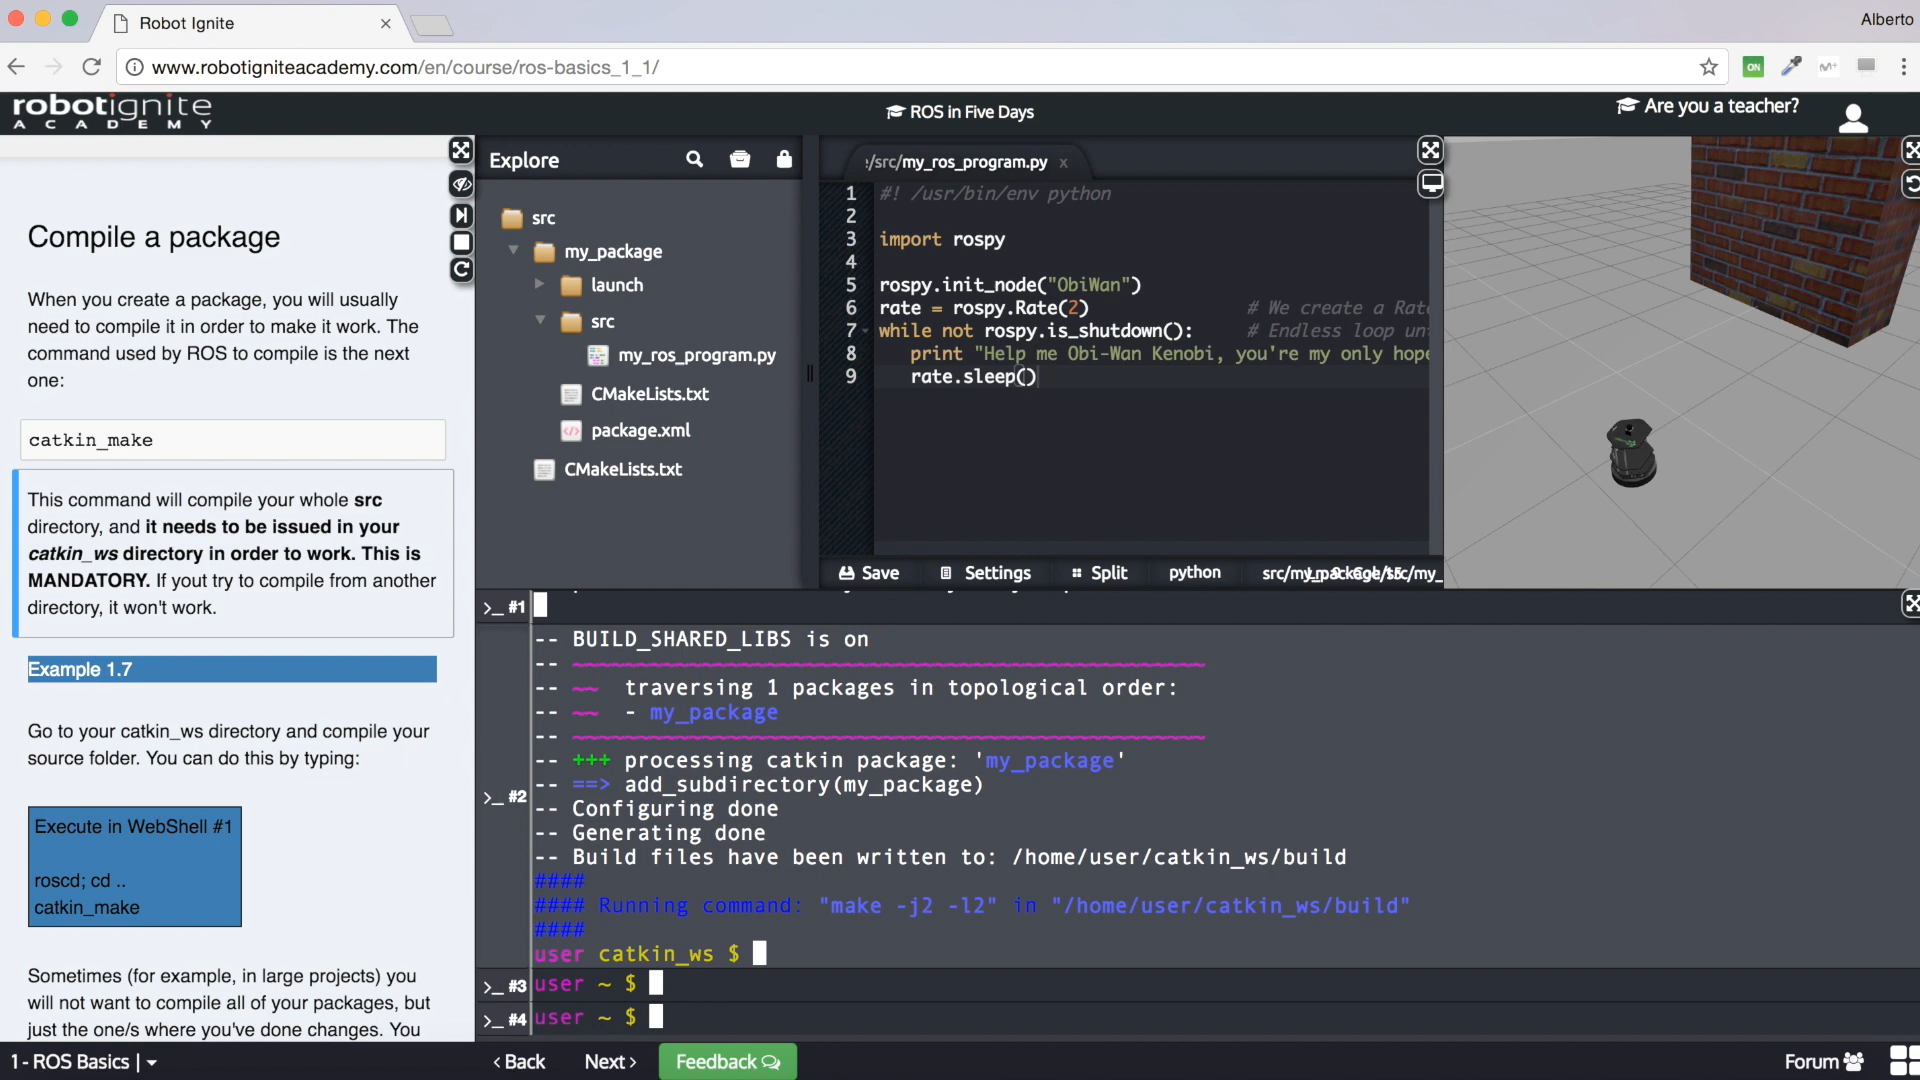 Robot Ignite
Alberto
www.robotigniteacademy.com/en/course/ros-basics_1_1/
ON
robotignite
ACADEMY
ROS in Five Days
Are you a teacher?
Compile a package
When you create a package, you will usually
need to compile it in order to make it work. The
command used by ROS to compile is the next
one:
catkin_make
This command will compile your whole src
directory, and it needs to be issued in your
catkin_ws directory in order to work. This is
MANDATORY. If yout try to compile from another
directory, it won't work.
Example 1.7
Go to your catkin_ws directory and compile your
source folder. You can do this by typing:
Execute in WebShell #1
roscd; cd ..
catkin_make
Sometimes (for example, in large projects) you
will not want to compile all of your packages, but
just the one/s where you've done changes. You
Explore
src
my_package
launch
src
my_ros_program.py
CMakeLists.txt
package.xml
CMakeLists.txt
:/src/my_ros_program.py x
1 #! /usr/bin/env python
2
3 import rospy
4
5 rospy.init_node("ObiWan")
6 rate = rospy.Rate(2) # We create a Rat
7 while not rospy.is_shutdown(): # Endless loop un
8 print "Help me Obi-Wan Kenobi, you're my only hope
9 rate.sleep()
Save Settings Split python
>_ #1
-- BUILD_SHARED_LIBS is on
-- ~~~~~~~~~~~~~~~~~~~~~~~~~~~~~~~~~~~~~~~~~~~~~~~~~
-- ~~ traversing 1 packages in topological order:
-- ~~ - my_package
-- ~~~~~~~~~~~~~~~~~~~~~~~~~~~~~~~~~~~~~~~~~~~~~~~~~
-- +++ processing catkin package: 'my_package'
-- ==> add_subdirectory(my_package)
>_ #2
-- Configuring done
-- Generating done
-- Build files have been written to: /home/user/catkin_ws/build
####
#### Running command: "make -j2 -l2" in "/home/user/catkin_ws/build"
####
user catkin_ws $
>_ #3 user ~ $
>_ #4 user ~ $
1 - ROS Basics |
< Back Next > Feedback
Forum